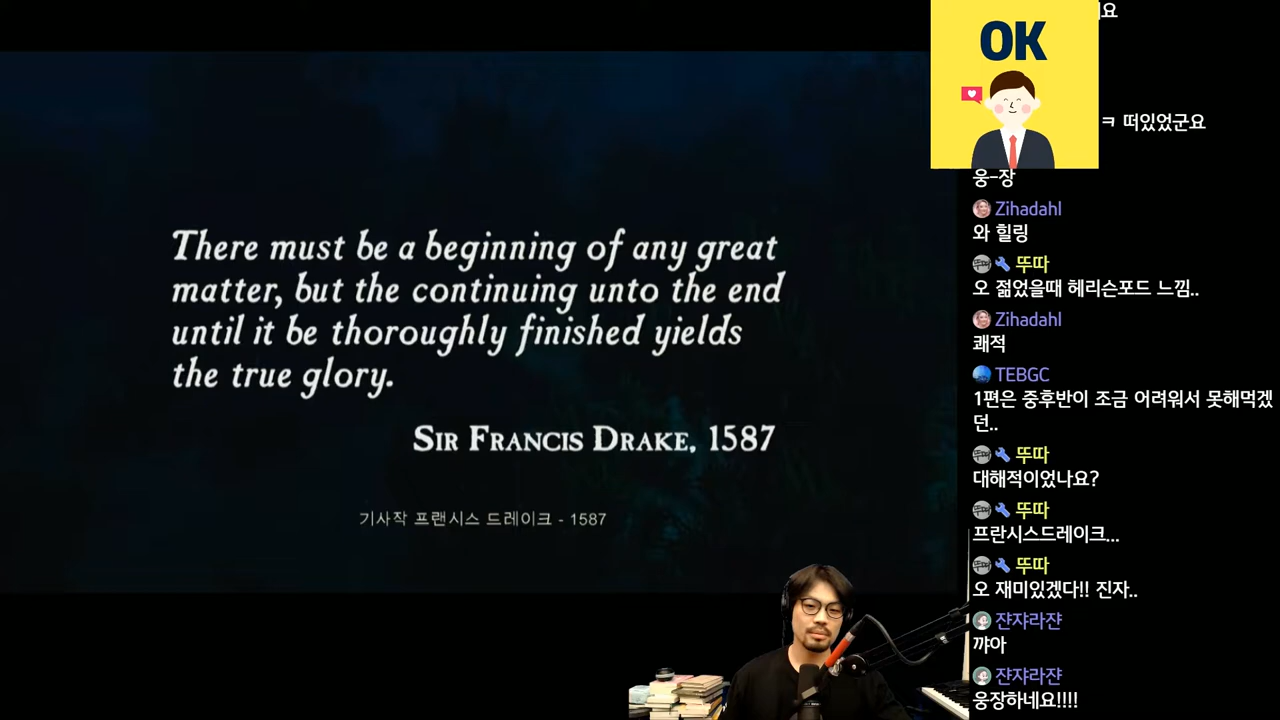 There must be a beginning of any great
matter, but the continuing unto the end
until it be thoroughly finished yields
the true glory.
SIR FRANCIS DRAKE, 1587
기사작 프랜시스 드레이크 - 1587
OK
요
ㅋ 떠있었군요
웅-장
Zihadahl
와 힐링
뚜따
오 젊었을때 헤리슨포드 느낌..
Zihadahl
쾌적
TEBGC
1편은 중후반이 조금 어려워서 못해먹겠
던..
뚜따
대해적이었나요?
뚜따
프란시스드레이크...
뚜따
오 재미있겠다!! 진자..
쟌쟈라쟌
꺄아
쟌쟈라쟌
웅장하네요!!!!